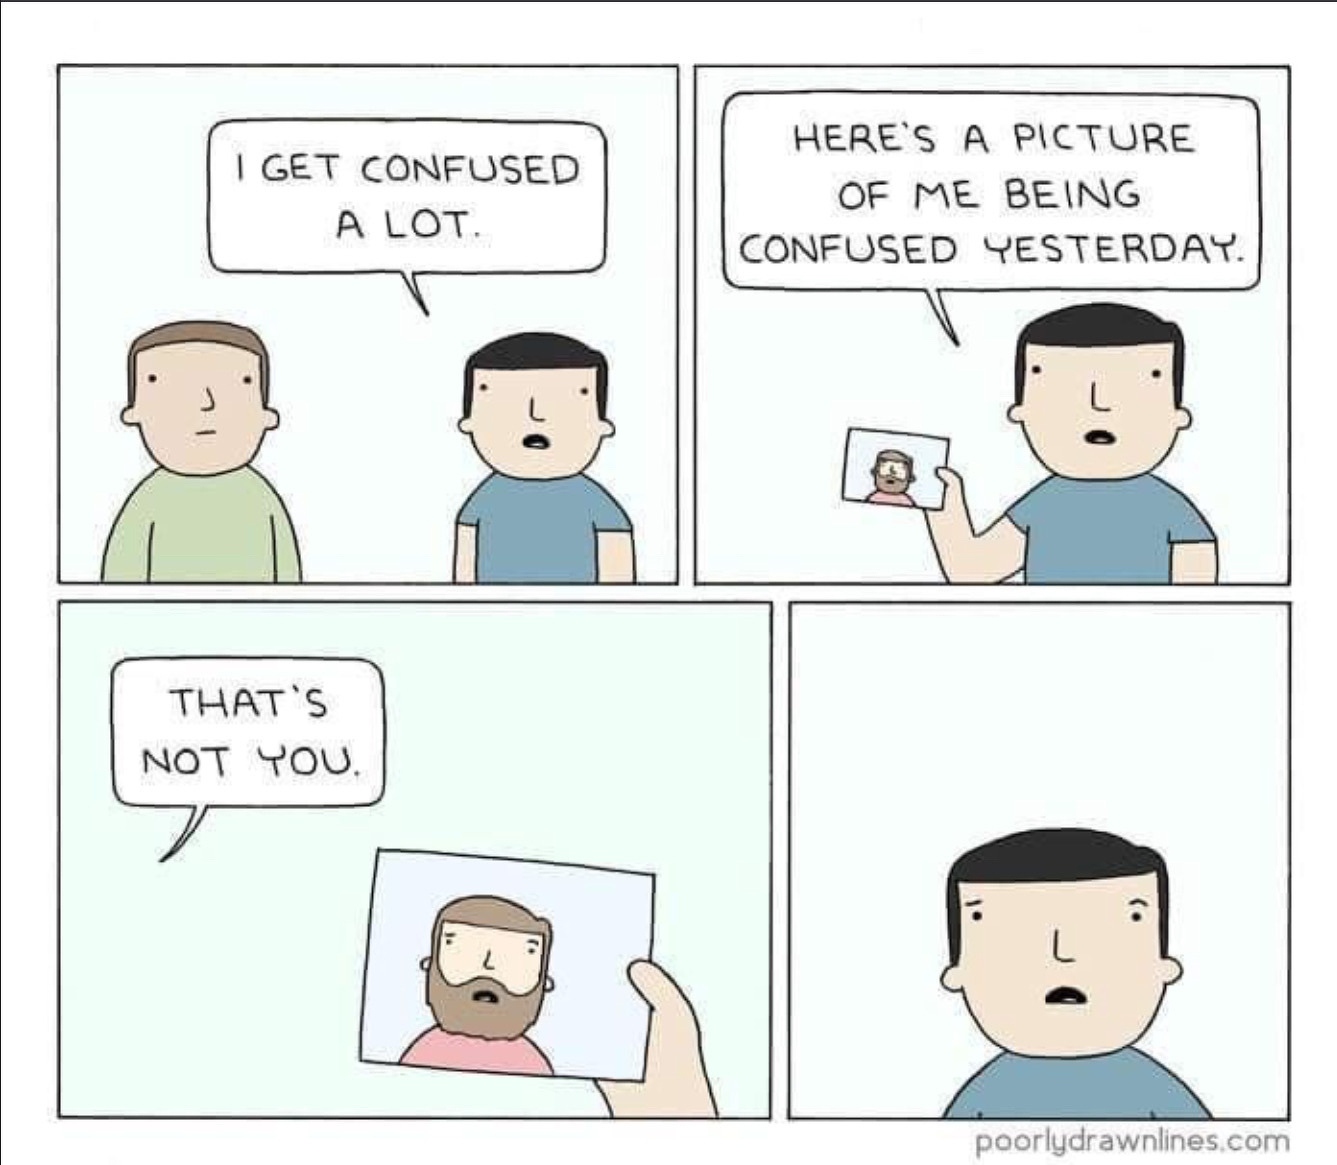 I GET CONFUSED
A LOT.
HERE'S A PICTURE
OF ME BEING
CONFUSED YESTERDAY.
THAT'S
NOT YOU.
poorlydrawnlines.com